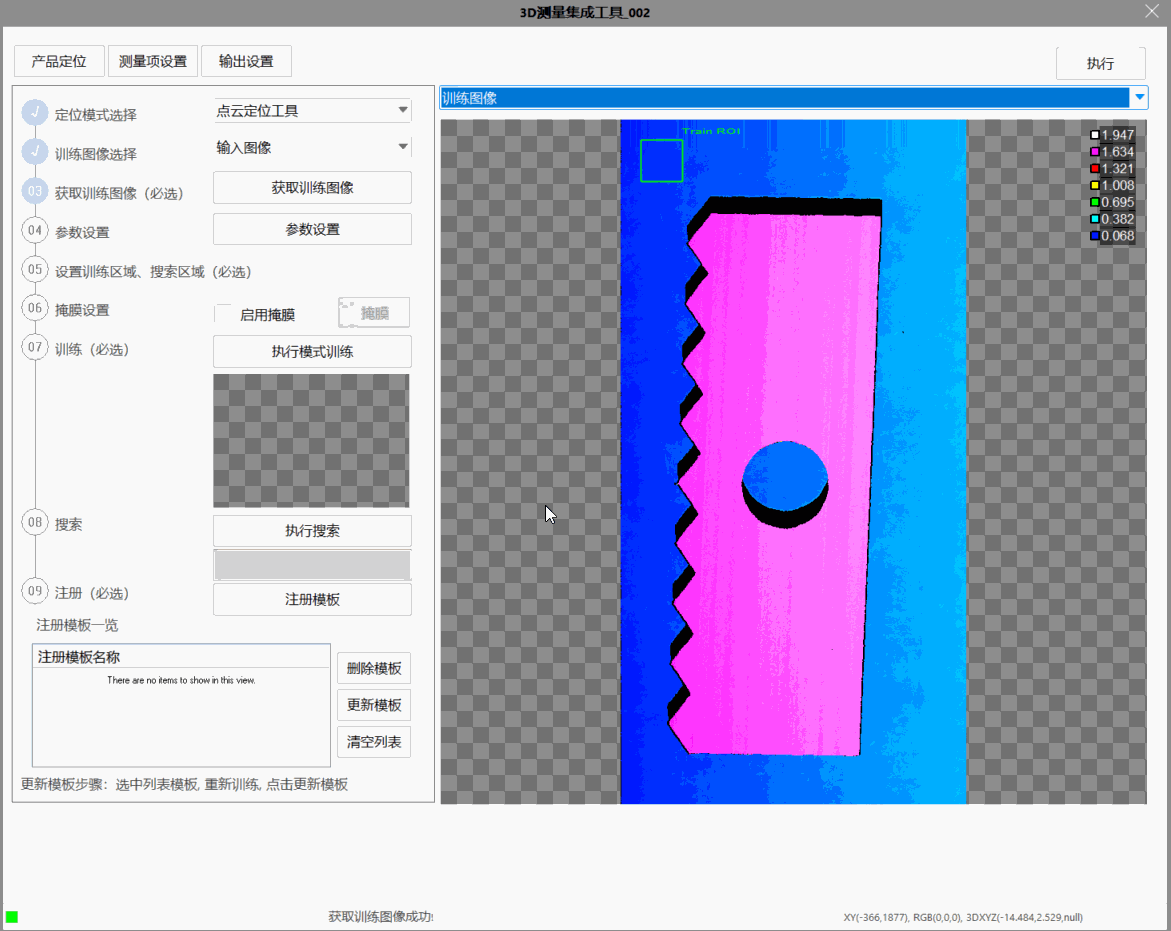 3D测量集成工具_002
产品定位 测量项设置 输出设置 执行
定位模式选择 点云定位工具
训练图像选择 输入图像
03 获取训练图像（必选） 获取训练图像
04 参数设置 参数设置
05 设置训练区域、搜索区域（必选）
06 掩膜设置 启用掩膜 掩膜
07 训练（必选） 执行模式训练
08 搜索 执行搜索
09 注册（必选） 注册模板
注册模板一览
注册模板名称
There are no items to show in this view.
删除模板
更新模板
清空列表
更新模板步骤：选中列表模板, 重新训练, 点击更新模板
训练图像
Train ROI
1.947
1.634
1.321
1.008
0.695
0.382
0.068
获取训练图像成功!
XY(-366,1877), RGB(0,0,0), 3DXYZ(-14.484,2.529,null)